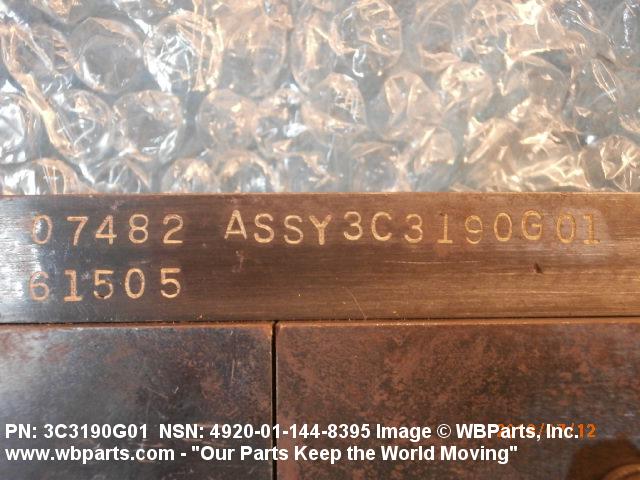 07482 ASSY3C3190G01
61505
PN: 3C3190G01 NSN: 4920-01-144-8395 Image © WBParts, Inc.
www.wbparts.com - "Our Parts Keep the World Moving"